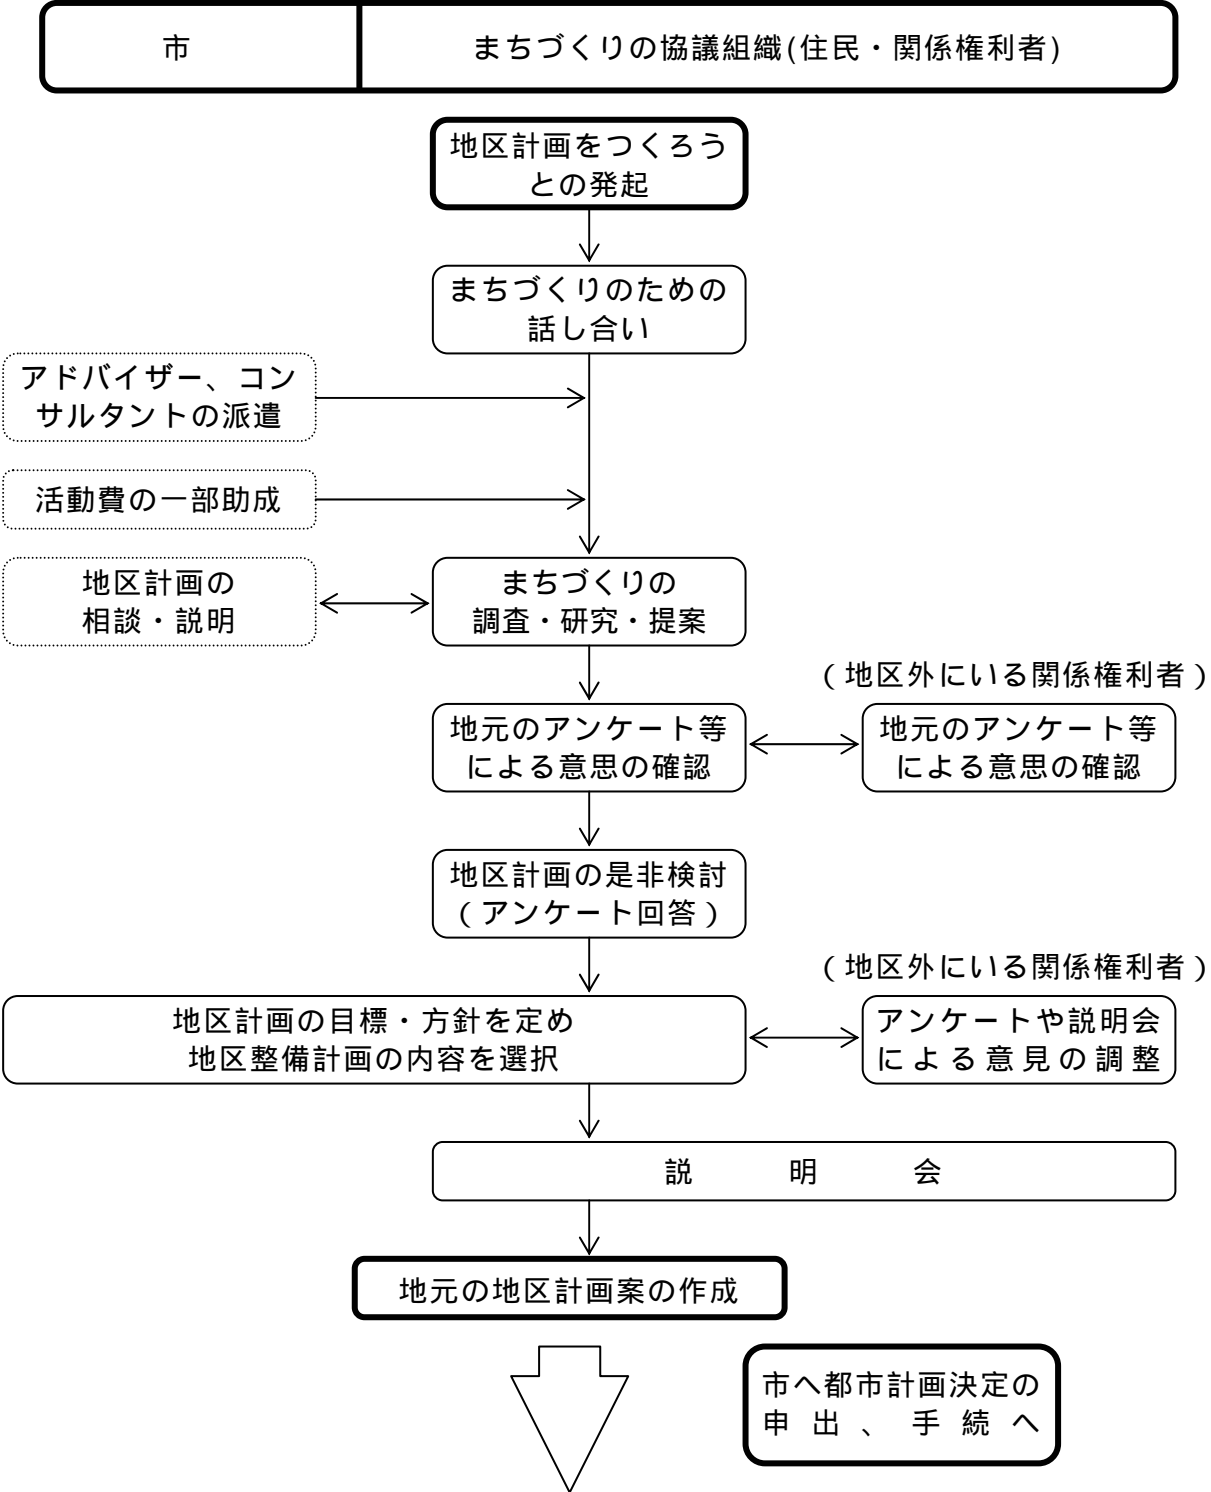 市
まちづくりの協議組織(住民・関係権利者)
地区計画をつくろう
との発起
まちづくりのための
話し合い
アドバイザー、コン
サルタントの派遣
活動費の一部助成
地区計画の
相談・説明
まちづくりの
調査・研究・提案
(地区外にいる関係権利者)
地元のアンケート等
による意思の確認
地元のアンケート等
による意思の確認
地区計画の是非検討
(アンケート回答)
(地区外にいる関係権利者)
地区計画の目標・方針を定め
地区整備計画の内容を選択
アンケートや説明会
による意見の調整
説明会
地元の地区計画案の作成
市へ都市計画決定の
申出、手続へ